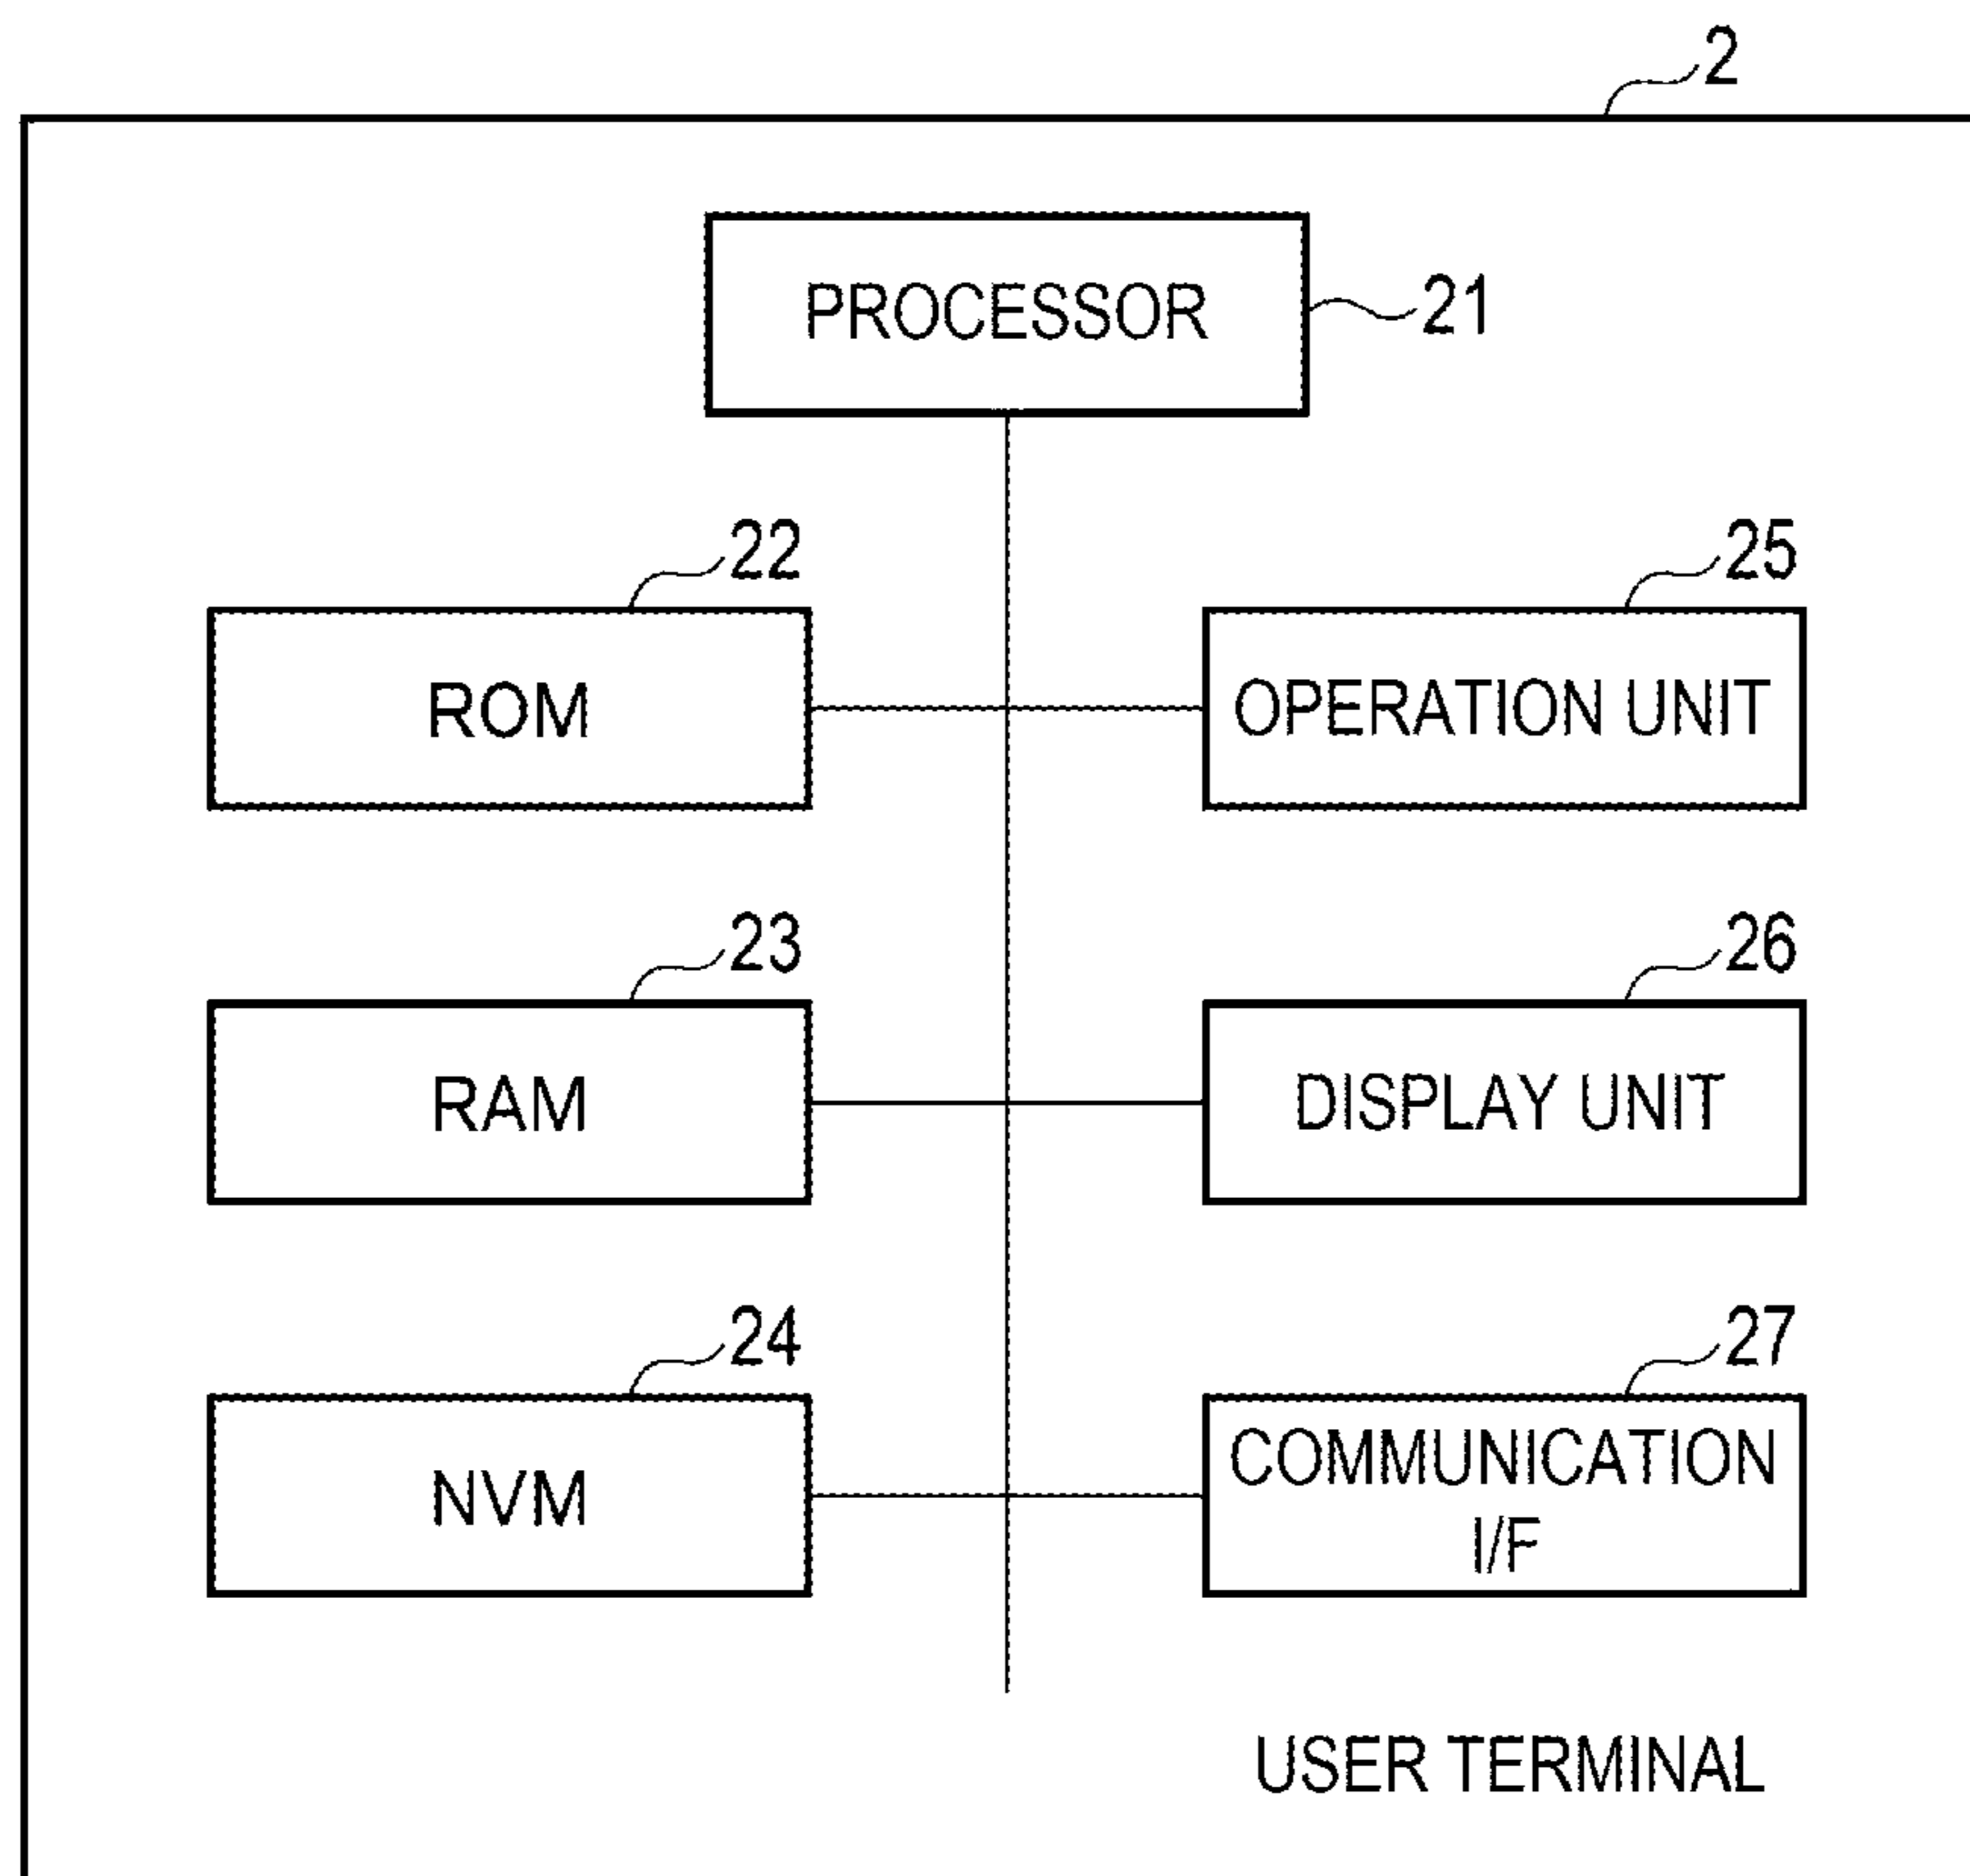 2
PROCESSOR
21
22
25
ROM
OPERATION UNIT
23
26
RAM
DISPLAY UNIT
24
27
NVM
COMMUNICATION
I/F
USER TERMINAL